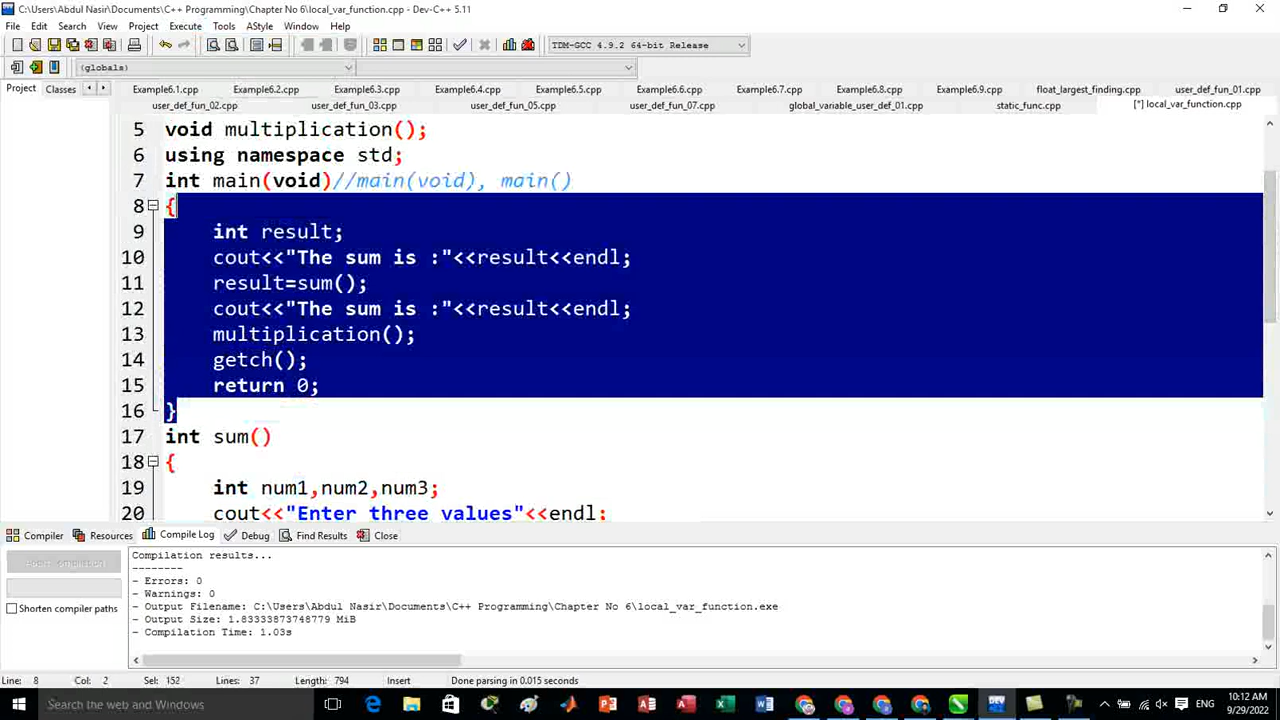 C:\Users\Abdul Nasir\Documents\C++ Programming\Chapter No 6\local_var_function.cpp - Dev-C++ 5.11
File Edit Search View Project Execute Tools AStyle Window Help
TDM-GCC 4.9.2 64-bit Release
(globals)
Project Classes
Example6.1.cpp Example6.2.cpp Example6.3.cpp Example6.4.cpp Example6.5.cpp Example6.6.cpp Example6.7.cpp Example6.8.cpp Example6.9.cpp float_largest_finding.cpp user_def_fun_01.cpp
user_def_fun_02.cpp user_def_fun_03.cpp user_def_fun_05.cpp user_def_fun_07.cpp global_variable_user_def_01.cpp static_func.cpp [*] local_var_function.cpp
5 void multiplication();
6 using namespace std;
7 int main(void)//main(void), main()
8 {
9 int result;
10 cout<<"The sum is :"<<result<<endl;
11 result=sum();
12 cout<<"The sum is :"<<result<<endl;
13 multiplication();
14 getch();
15 return 0;
16 }
17 int sum()
18 {
19 int num1,num2,num3;
20 cout<<"Enter three values"<<endl;
Compiler Resources Compile Log Debug Find Results Close
Abort Compilation
Shorten compiler paths
Compilation results...
--------
- Errors: 0
- Warnings: 0
- Output Filename: C:\Users\Abdul Nasir\Documents\C++ Programming\Chapter No 6\local_var_function.exe
- Output Size: 1.83333873748779 MiB
- Compilation Time: 1.03s
Line: 8 Col: 2 Sel: 152 Lines: 37 Length: 794 Insert Done parsing in 0.015 seconds
Search the web and Windows
DEV
ENG
10:12 AM
9/29/2022